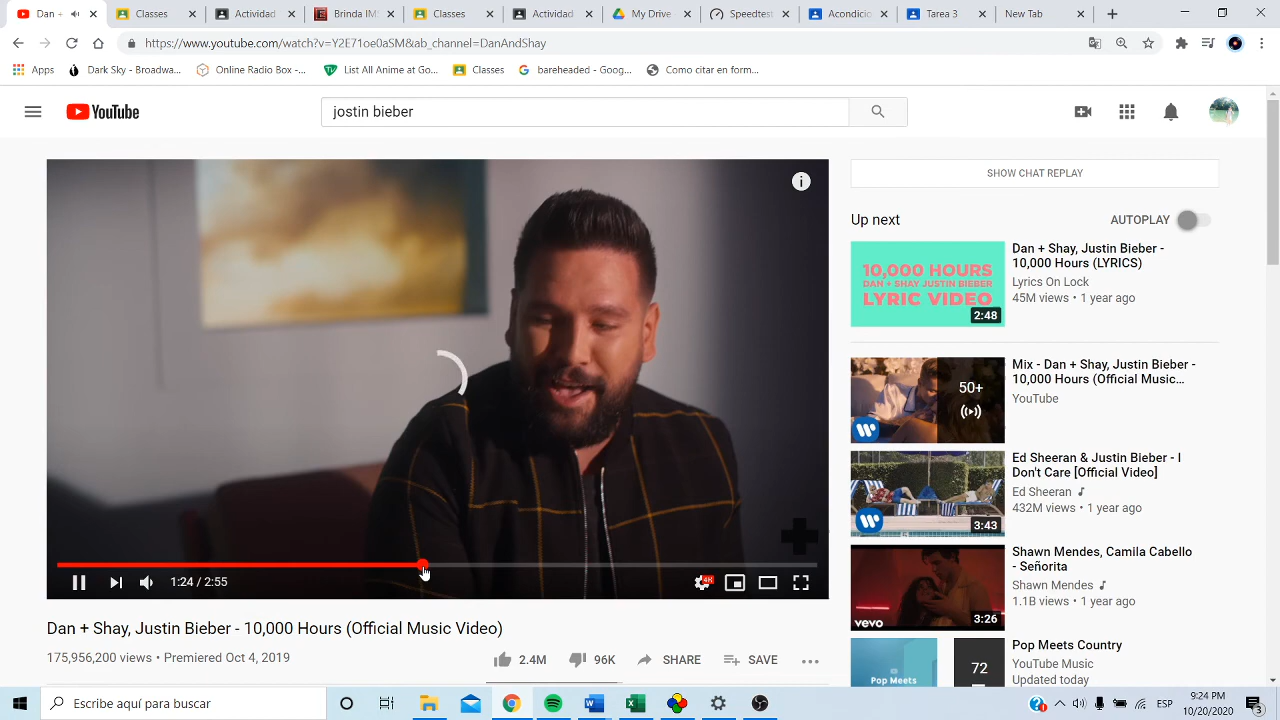 Classes
Actividad
Brind IM
Classes
Actividad
My Drive
Speedtest
Acordicio
Tarea 3
New Tab
https://www.youtube.com/watch?v=Y2E71oe0aSM&ab_channel=DanAndShay
Apps
Dark Sky - Broadwa...
Online Radio Box -...
List All Anime at Go...
Classes
bareheaded - Goog...
Como citar en form...
YouTube
jostin bieber
SHOW CHAT REPLAY
Up next
AUTOPLAY
10,000 HOURS
DAN + SHAY JUSTIN BIEBER
LYRIC VIDEO
2:48
Dan + Shay, Justin Bieber -
10,000 Hours (LYRICS)
Lyrics On Lock
45M views • 1 year ago
50+
Mix - Dan + Shay, Justin Bieber -
10,000 Hours (Official Music...
YouTube
3:43
Ed Sheeran & Justin Bieber - I
Don't Care [Official Video]
Ed Sheeran
432M views • 1 year ago
vevo
3:26
Shawn Mendes, Camila Cabello
- Señorita
Shawn Mendes
1.1B views • 1 year ago
Pop Meets
72
Pop Meets Country
YouTube Music
Updated today
1:24 / 2:55
4K
Dan + Shay, Justin Bieber - 10,000 Hours (Official Music Video)
175,956,200 views • Premiered Oct 4, 2019
2.4M
96K
SHARE
SAVE
Escribe aquí para buscar
ESP
9:24 PM
10/20/2020
3